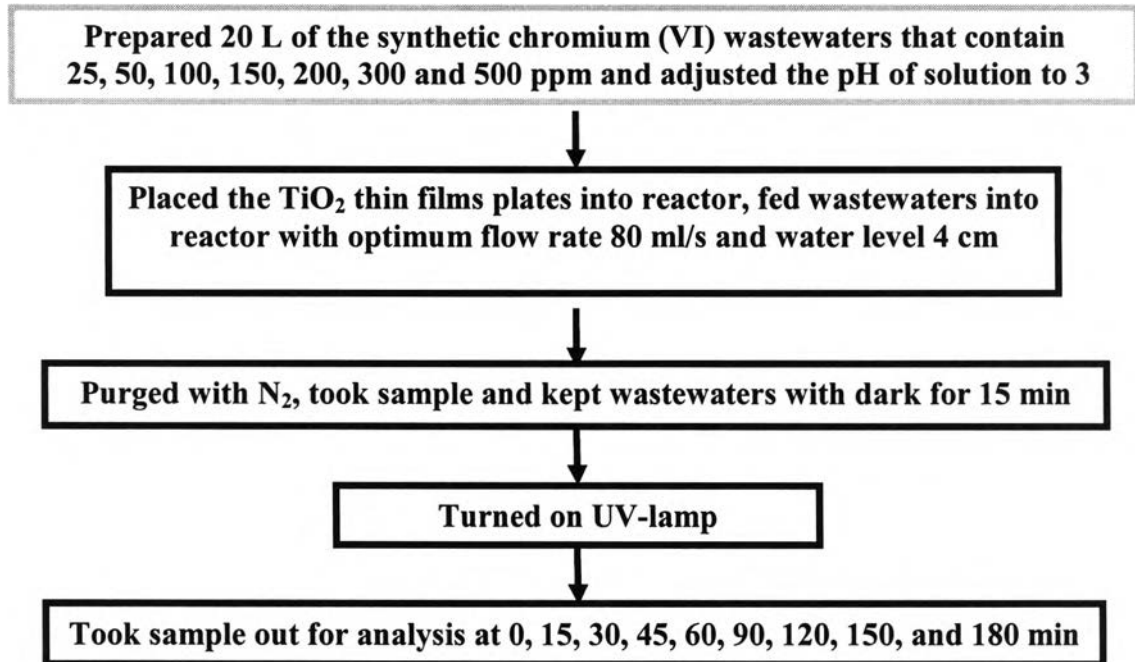 Prepared 20 L of the synthetic chromium (VI) wastewaters that contain
25, 50, 100, 150, 200, 300 and 500 ppm and adjusted the pH of solution to 3
Placed the TiO₂ thin films plates into reactor, fed wastewaters into
reactor with optimum flow rate 80 ml/s and water level 4 cm
Purged with N₂, took sample and kept wastewaters with dark for 15 min
Turned on UV-lamp
Took sample out for analysis at 0, 15, 30, 45, 60, 90, 120, 150, and 180 min